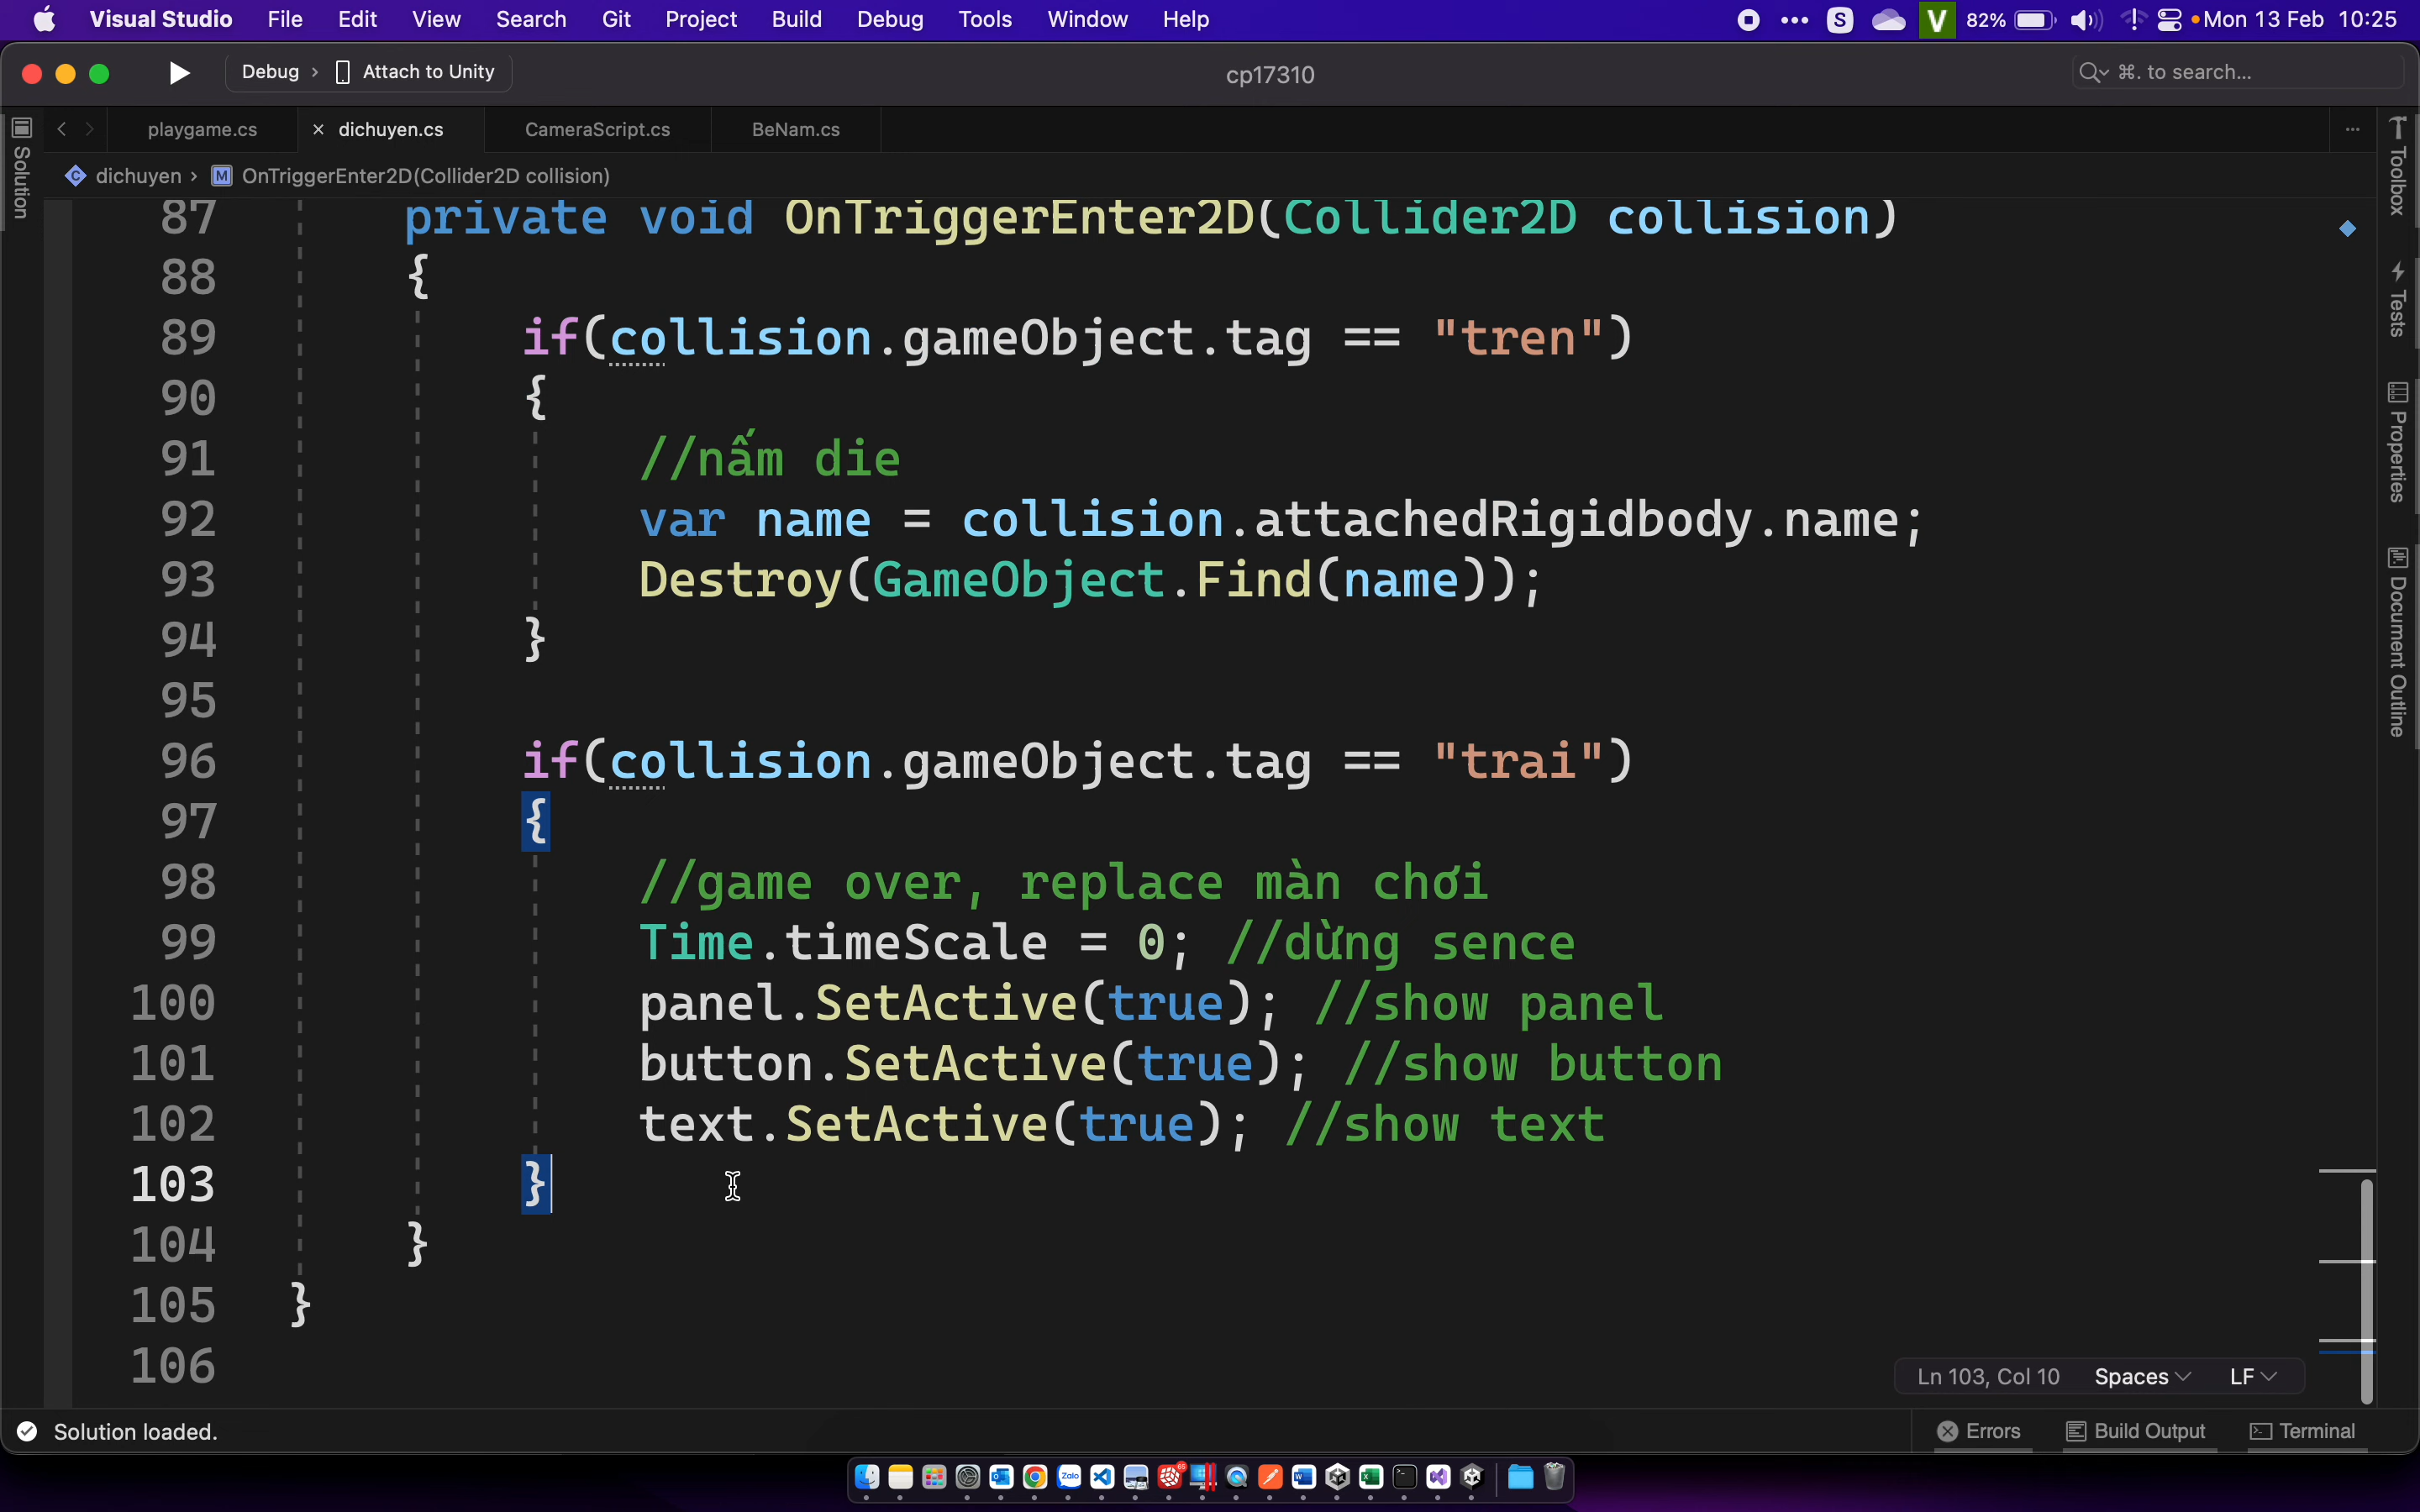 Visual Studio File Edit View Search Git Project Build Debug Tools Window Help S V 82% Mon 13 Feb 10:25
Debug › Attach to Unity cp17310 ⌘. to search...
playgame.cs × dichuyen.cs CameraScript.cs BeNam.cs
dichuyen › M OnTriggerEnter2D(Collider2D collision)
87 private void OnTriggerEnter2D(Collider2D collision)
88 {
89 if(collision.gameObject.tag == "tren")
90 {
91 //nấm die
92 var name = collision.attachedRigidbody.name;
93 Destroy(GameObject.Find(name));
94 }
95
96 if(collision.gameObject.tag == "trai")
97 {
98 //game over, replace màn chơi
99 Time.timeScale = 0; //dừng sence
100 panel.SetActive(true); //show panel
101 button.SetActive(true); //show button
102 text.SetActive(true); //show text
103 }
104 }
105 }
106
Ln 103, Col 10 Spaces LF
Solution loaded. Errors Build Output Terminal
Solution
Toolbox
Tests
Properties
Document Outline
Zalo